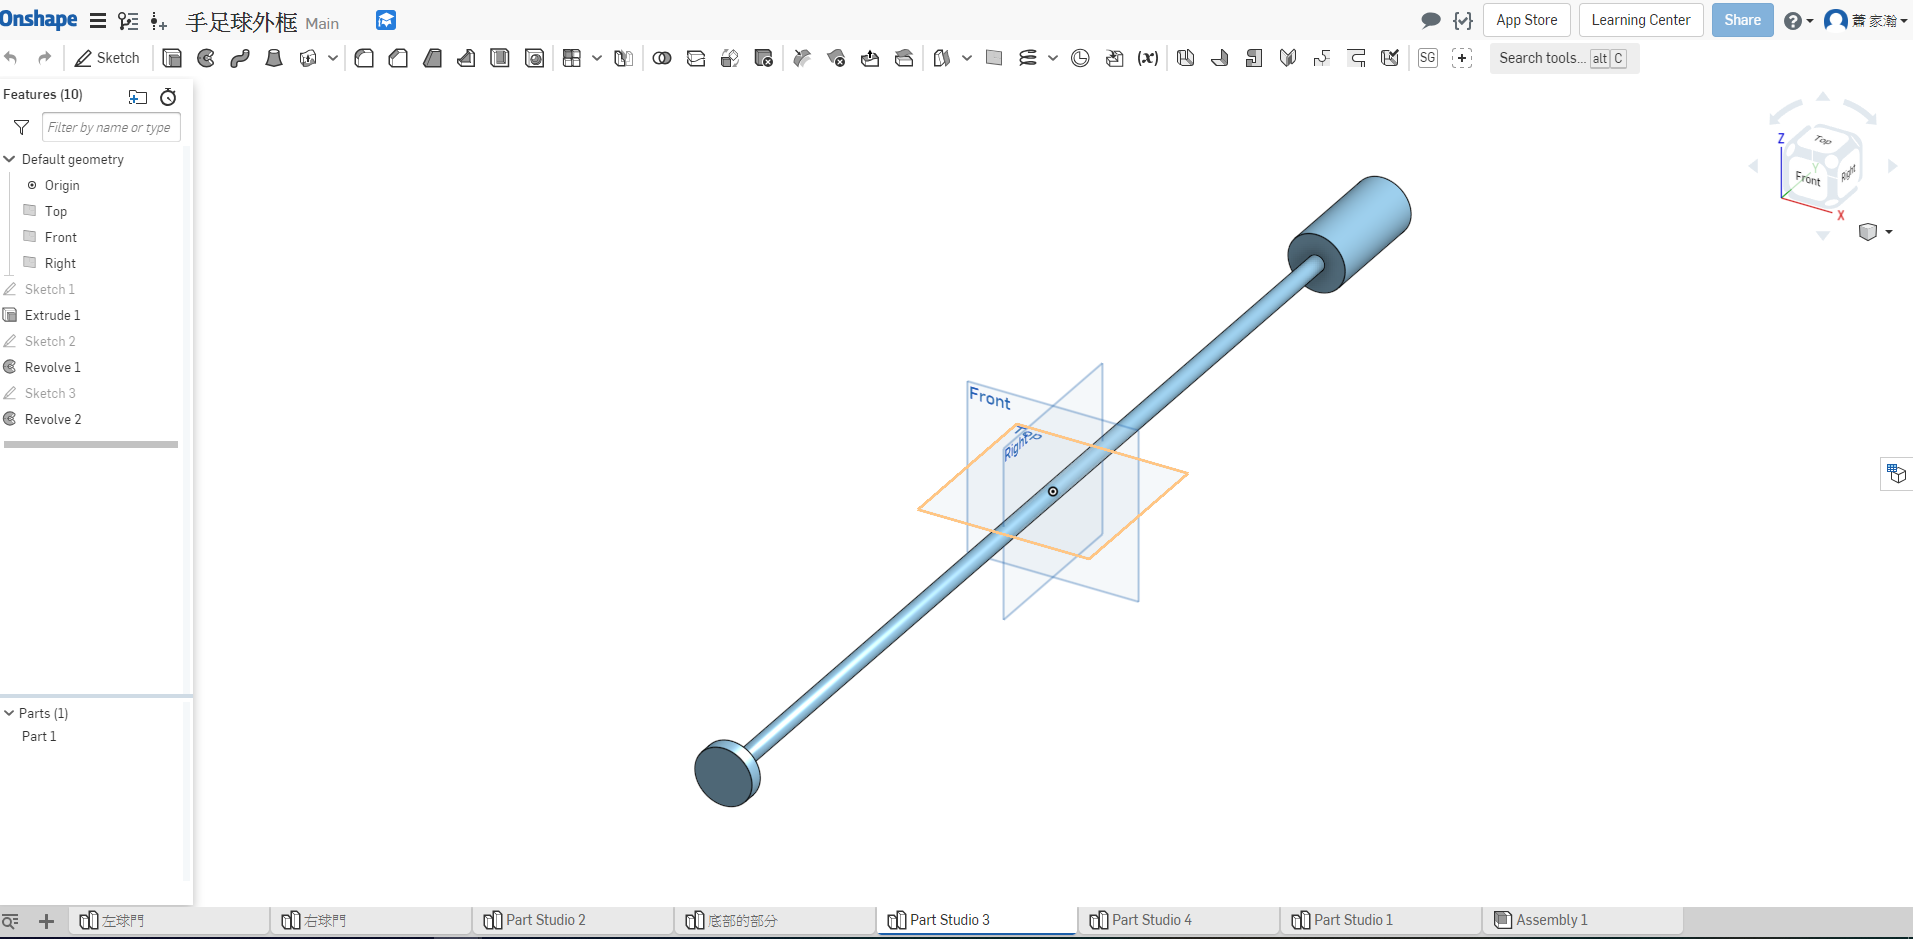 Onshape 手足球外框 Main App Store Learning Center Share 蕭 家瀚
Sketch SG Search tools... alt C
Features (10)
Filter by name or type
Default geometry
Origin
Top
Front
Right
Sketch 1
Extrude 1
Sketch 2
Revolve 1
Sketch 3
Revolve 2
Parts (1)
Part 1
Front
Top
Right
Z
Top
Y
Front
Right
X
左球門 右球門 Part Studio 2 底部的部分 Part Studio 3 Part Studio 4 Part Studio 1 Assembly 1